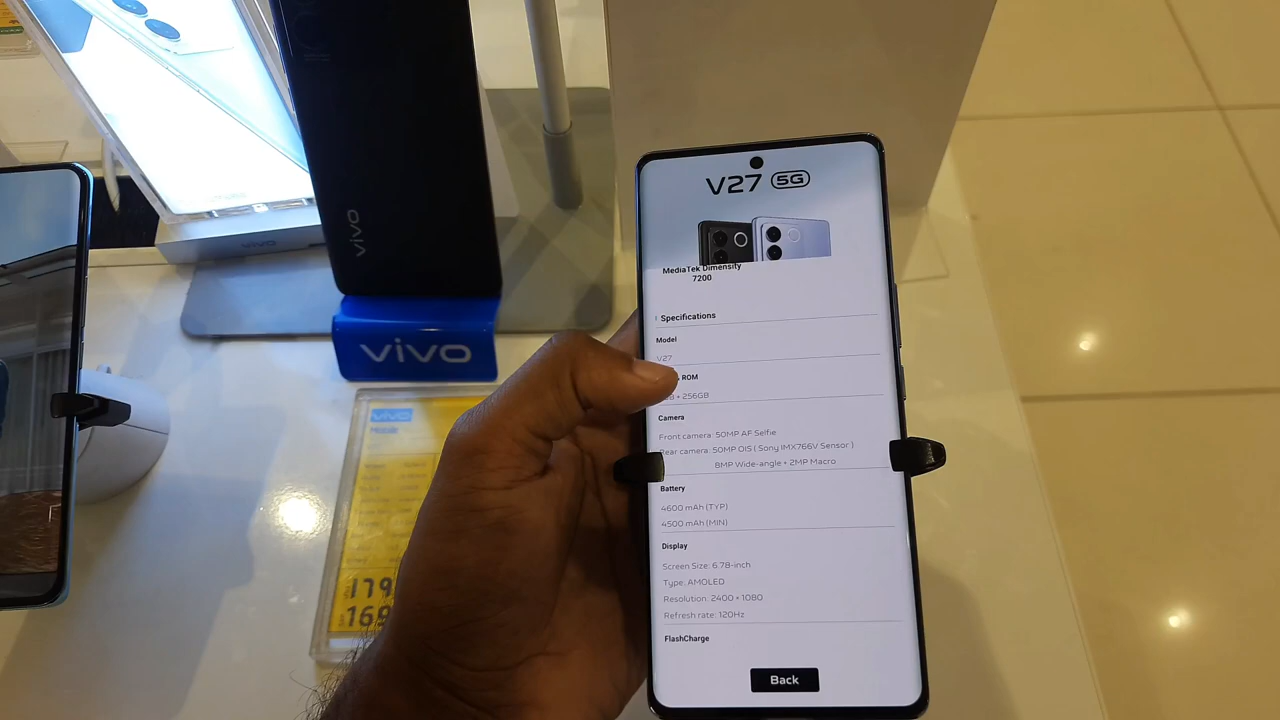 vivo
vivo
vivo
vivo
Mobile
179
169
V27 5G
MediaTek Dimensity
7200
Specifications
Model
V27
ROM
+ 256GB
Camera
Front camera: 50MP AF Selfie
Rear camera: 50MP OIS ( Sony IMX766V Sensor )
8MP Wide-angle + 2MP Macro
Battery
4600 mAh (TYP)
4500 mAh (MIN)
Display
Screen Size: 6.78-inch
Type: AMOLED
Resolution: 2400 * 1080
Refresh rate: 120Hz
FlashCharge
Back